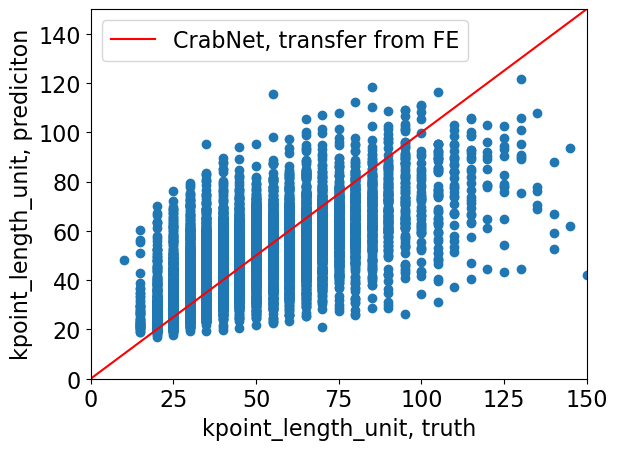 CrabNet, transfer from FE
140
120
100
80
60
40
20
0
kpoint_length_unit, prediciton
0 25 50 75 100 125 150
kpoint_length_unit, truth